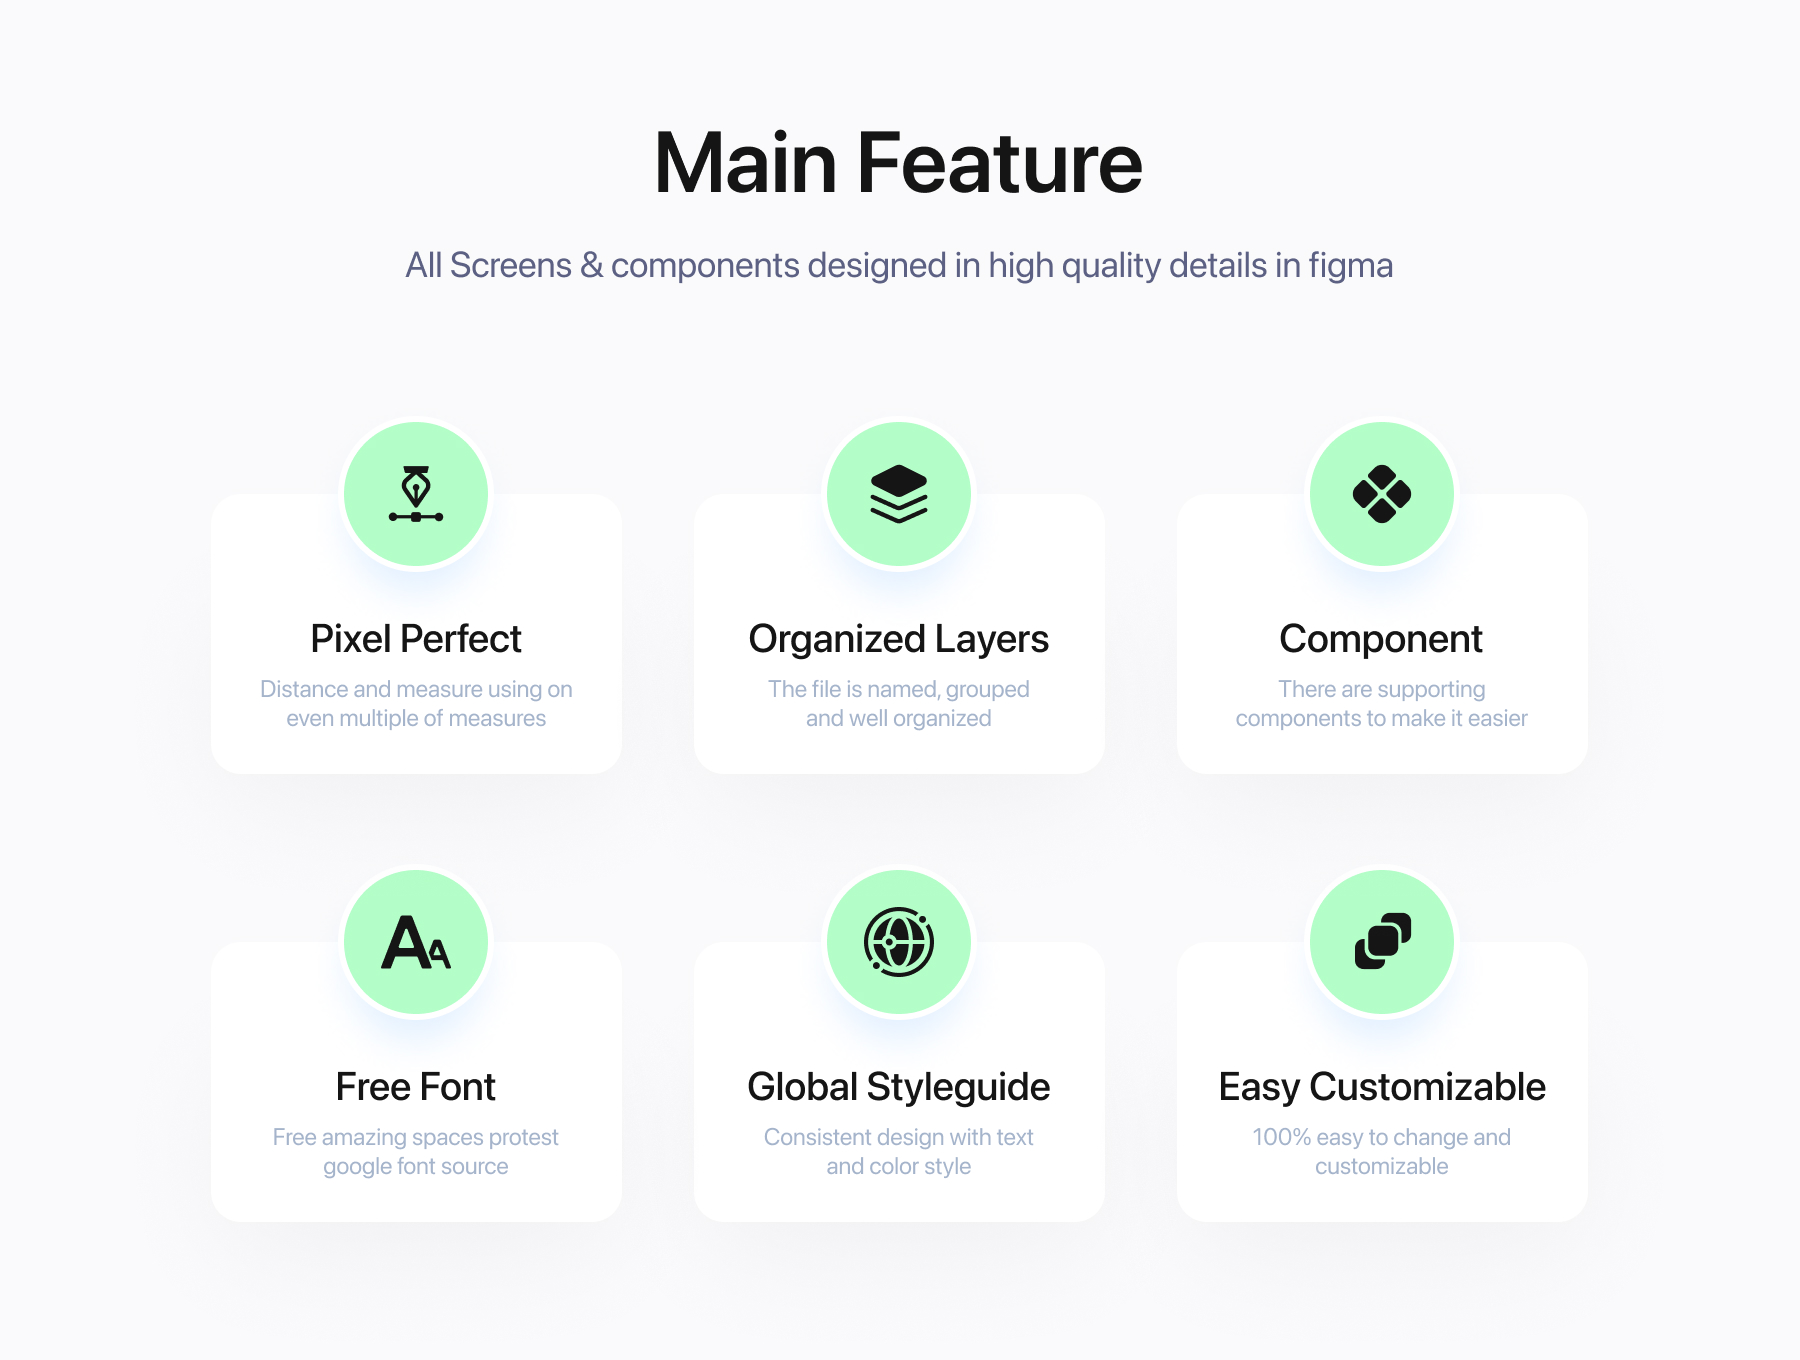 Main Feature
All Screens & components designed in high quality details in figma
Pixel Perfect
Distance and measure using on
even multiple of measures
Organized Layers
The file is named, grouped
and well organized
Component
There are supporting
components to make it easier
Free Font
Free amazing spaces protest
google font source
Global Styleguide
Consistent design with text
and color style
Easy Customizable
100% easy to change and
customizable